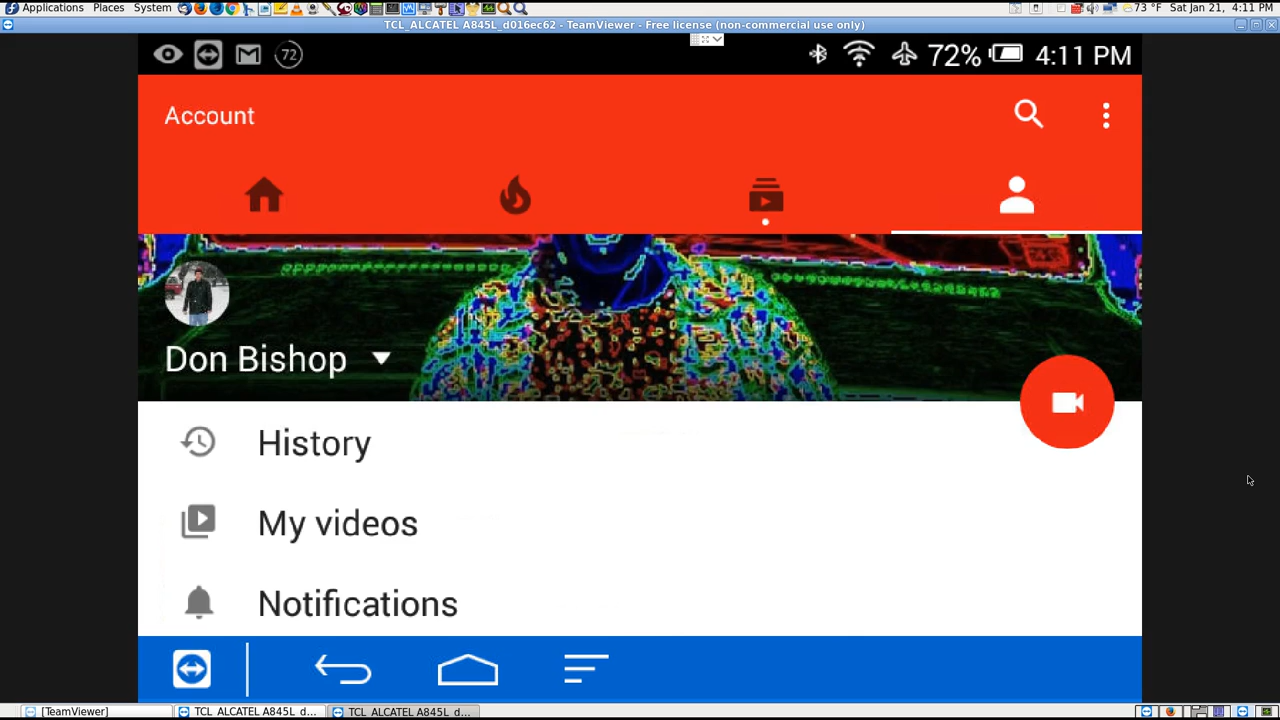 Applications Places System
73 °F Sat Jan 21, 4:11 PM
TCL_ALCATEL A845L_d016ec62 - TeamViewer - Free license (non-commercial use only)
72
72% 4:11 PM
Account
Don Bishop
History
My videos
Notifications
[TeamViewer]
TCL_ALCATEL A845L_d...
TCL_ALCATEL A845L_d...